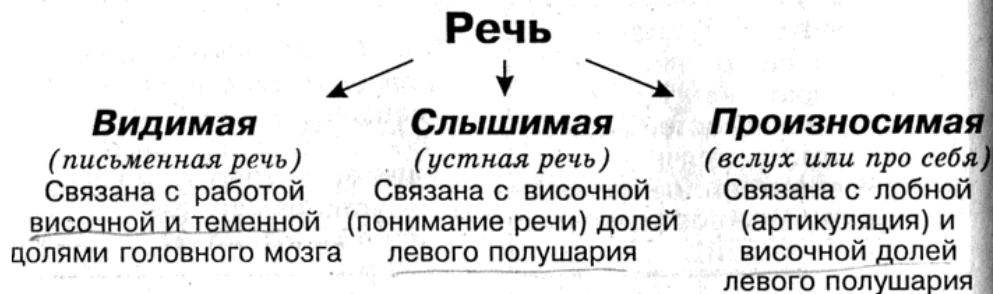 Речь
Видимая
(письменная речь)
Связана с работой
височной и теменной
долями головного мозга
Слышимая
(устная речь)
Связана с височной
(понимание речи) долей
левого полушария
Произносимая
(вслух или про себя)
Связана с лобной
(артикуляция) и
височной долей
левого полушария